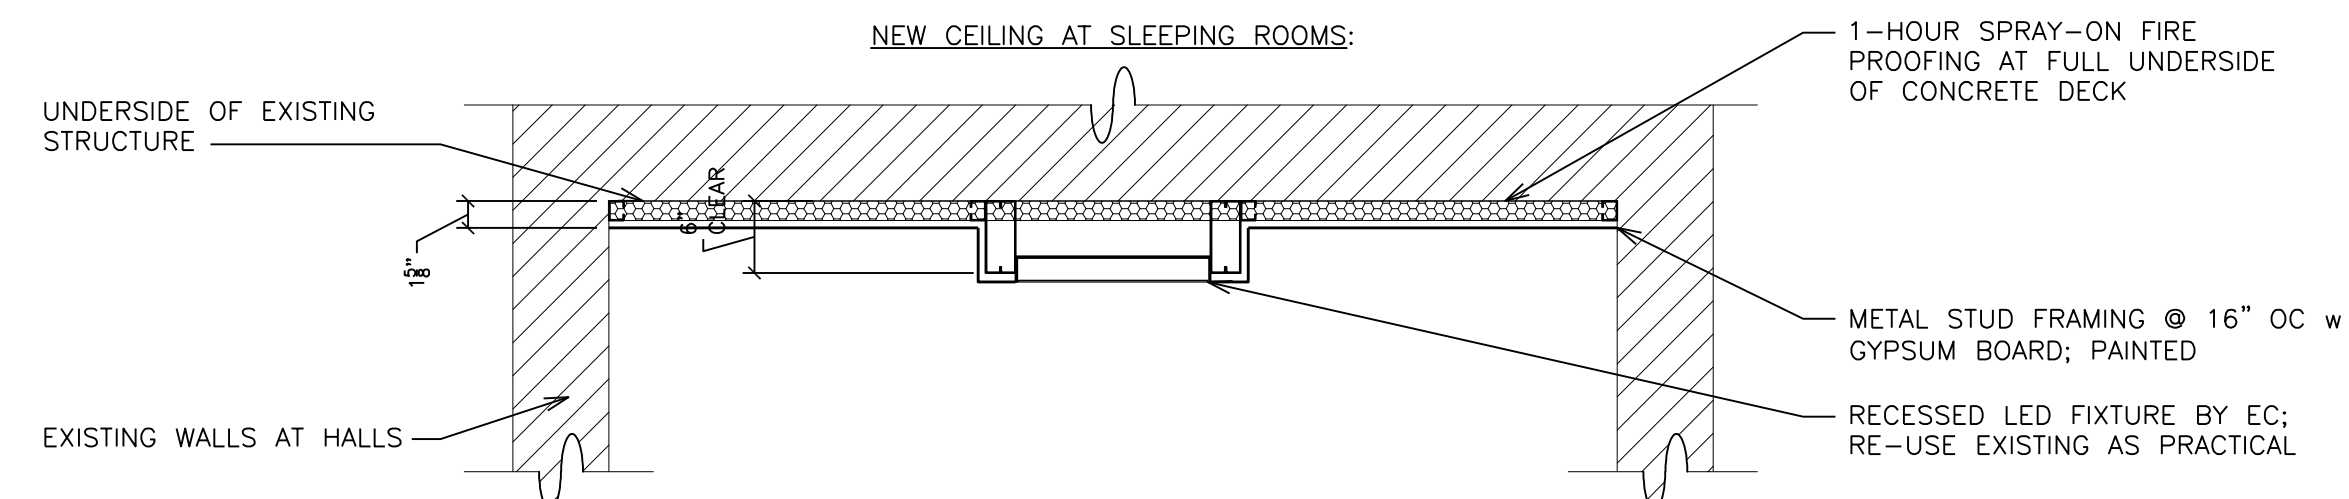 NEW CEILING AT SLEEPING ROOMS:
1-HOUR SPRAY-ON FIRE
PROOFING AT FULL UNDERSIDE
OF CONCRETE DECK
UNDERSIDE OF EXISTING
STRUCTURE
6"
CLEAR
1 5/8"
METAL STUD FRAMING @ 16" OC w
GYPSUM BOARD; PAINTED
RECESSED LED FIXTURE BY EC;
RE-USE EXISTING AS PRACTICAL
EXISTING WALLS AT HALLS